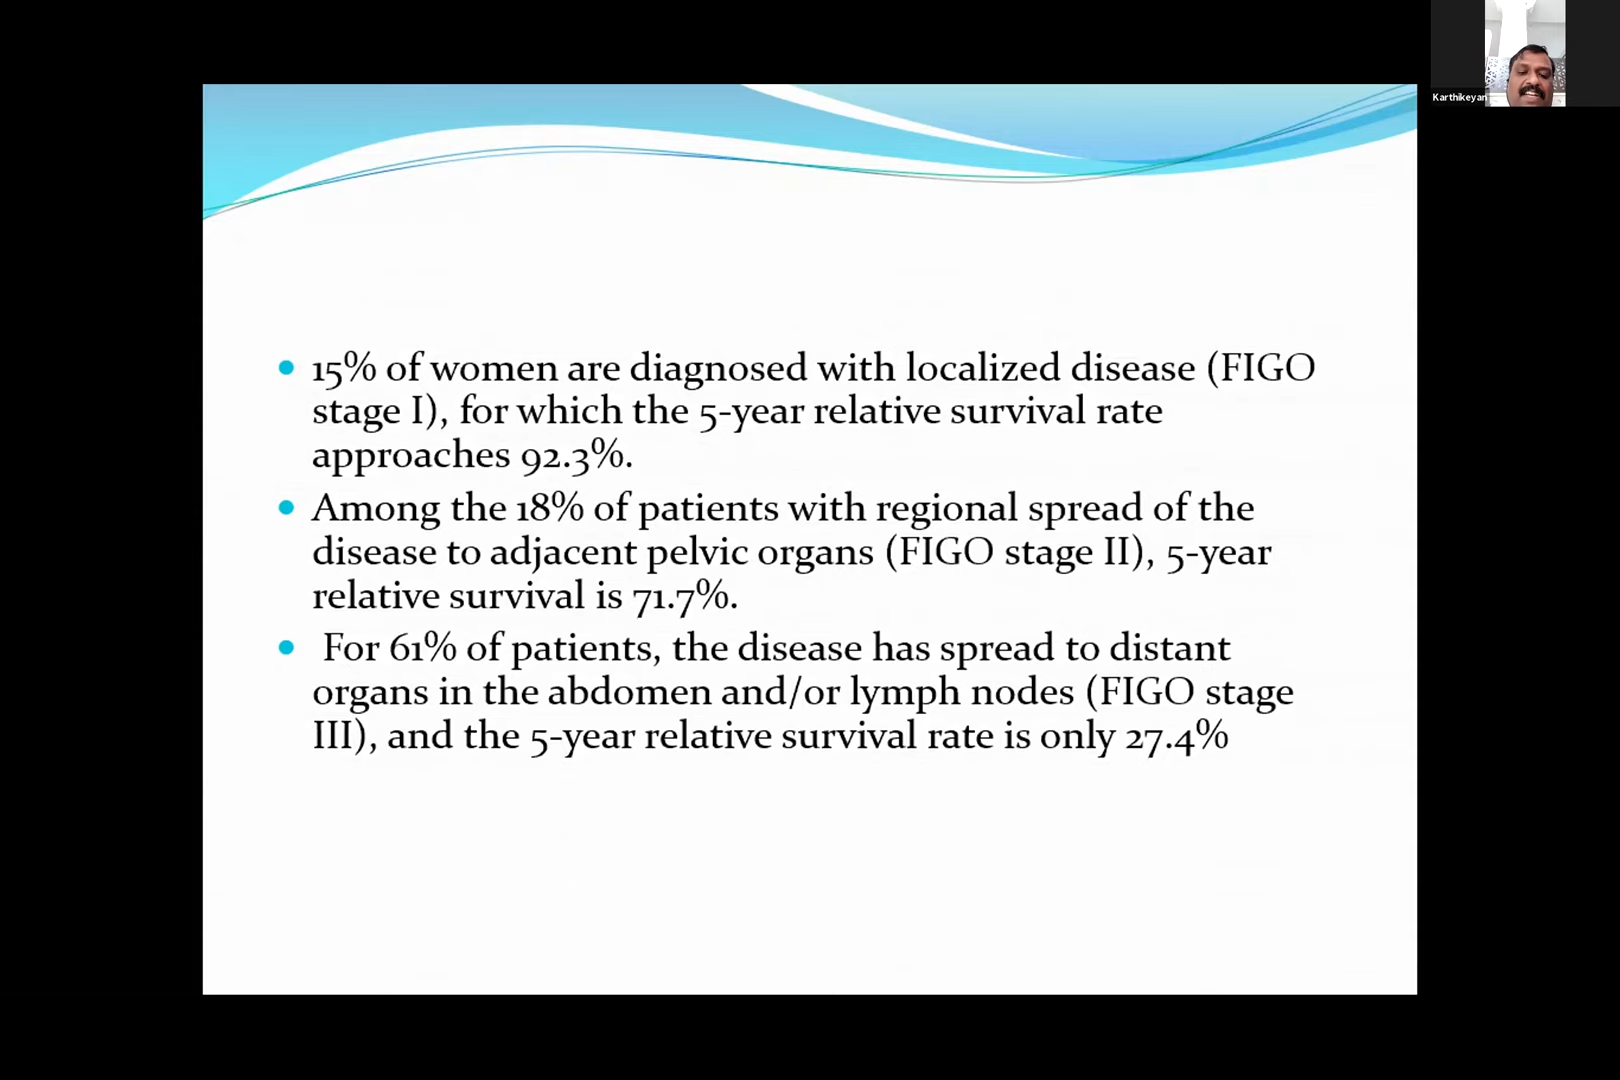 Karthikeyan
• 15% of women are diagnosed with localized disease (FIGO
stage I), for which the 5-year relative survival rate
approaches 92.3%.
• Among the 18% of patients with regional spread of the
disease to adjacent pelvic organs (FIGO stage II), 5-year
relative survival is 71.7%.
• For 61% of patients, the disease has spread to distant
organs in the abdomen and/or lymph nodes (FIGO stage
III), and the 5-year relative survival rate is only 27.4%